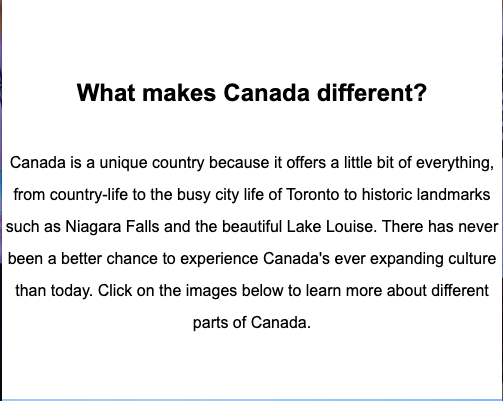 What makes Canada different?
Canada is a unique country because it offers a little bit of everything,
from country-life to the busy city life of Toronto to historic landmarks
such as Niagara Falls and the beautiful Lake Louise. There has never
been a better chance to experience Canada's ever expanding culture
than today. Click on the images below to learn more about different
parts of Canada.